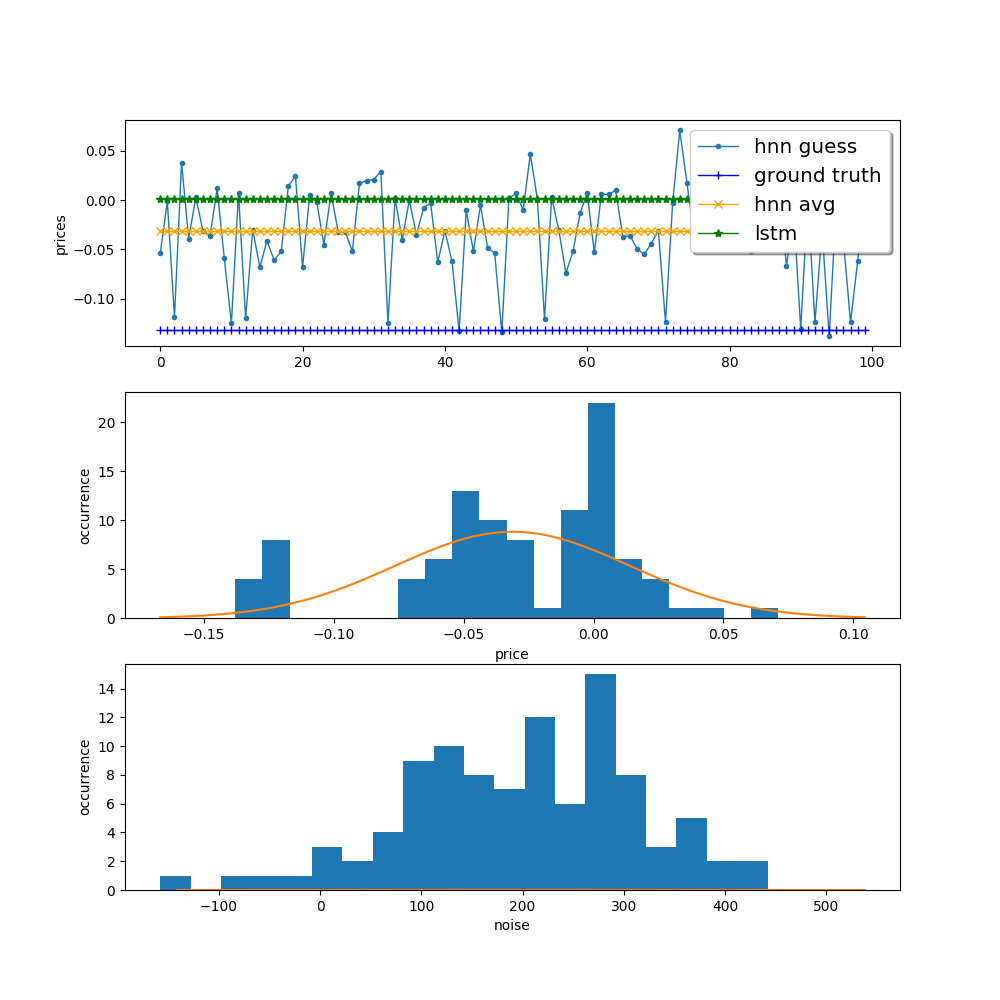 0.05
0.00
−0.05
−0.10
prices
hnn guess
ground truth
hnn avg
lstm
0 20 40 60 80 100
20
15
10
5
0
occurrence
−0.15 −0.10 −0.05 0.00 0.05 0.10
price
14
12
10
8
6
4
2
0
occurrence
−100 0 100 200 300 400 500
noise